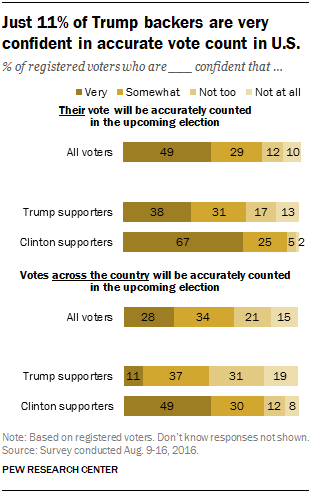 Just 11% of Trump backers are very
confident in accurate vote count in U.S.
% of registered voters who are ___ confident that ...
Very Somewhat Not too Not at all
Their vote will be accurately counted
in the upcoming election
All voters 49 29 12 10
Trump supporters 38 31 17 13
Clinton supporters 67 25 5 2
Votes across the country will be accurately counted
in the upcoming election
All voters 28 34 21 15
Trump supporters 11 37 31 19
Clinton supporters 49 30 12 8
Note: Based on registered voters. Don't know responses not shown.
Source: Survey conducted Aug. 9-16, 2016.
PEW RESEARCH CENTER